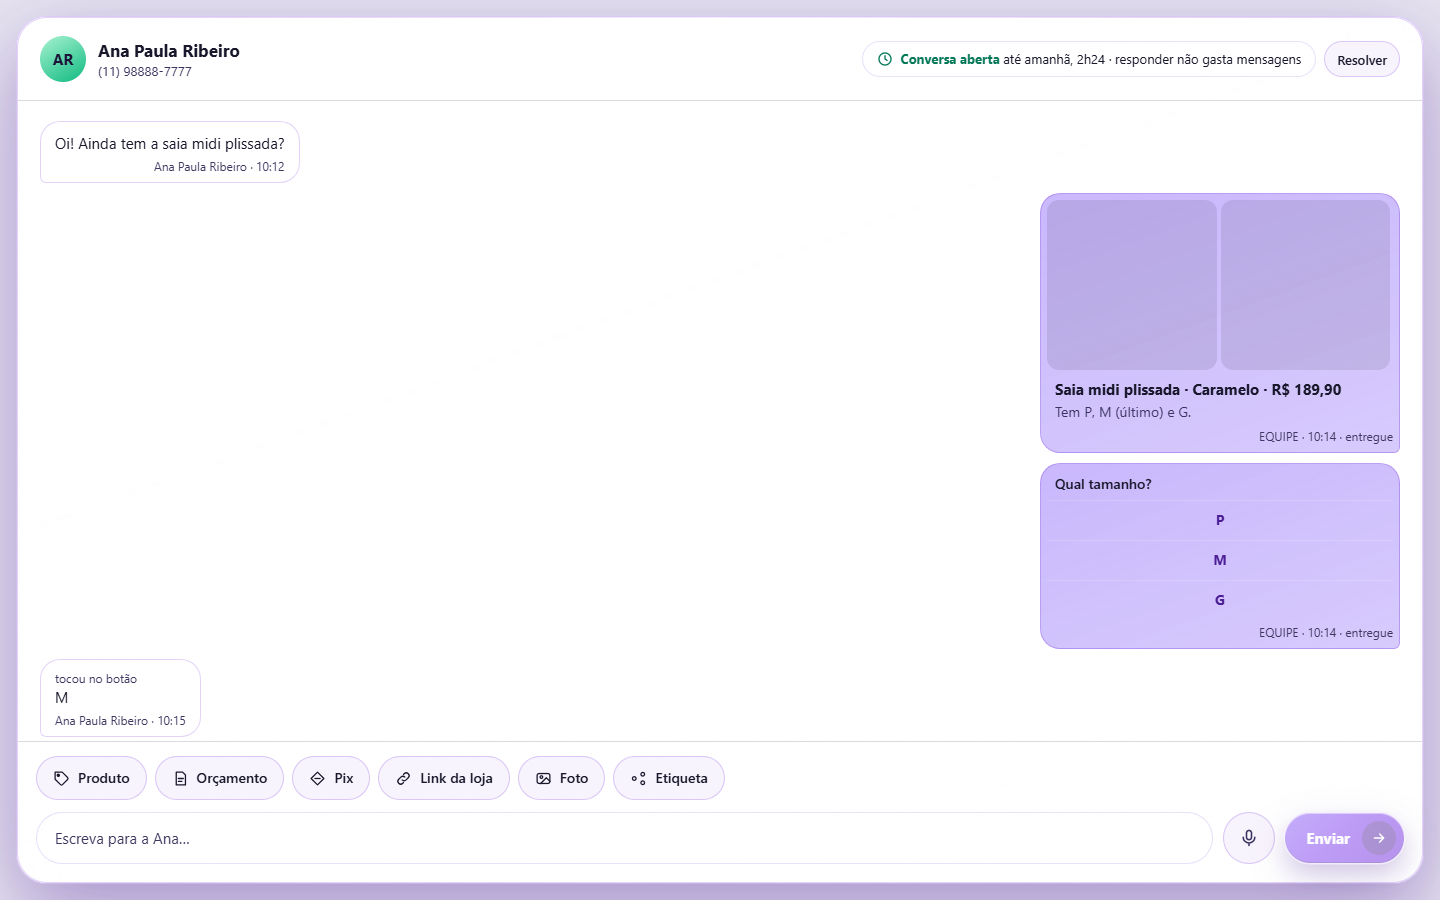 AR
Ana Paula Ribeiro
(11) 98888-7777
Conversa aberta até amanhã, 2h24 · responder não gasta mensagens
Resolver
Oi! Ainda tem a saia midi plissada?
Ana Paula Ribeiro · 10:12
Saia midi plissada · Caramelo · R$ 189,90
Tem P, M (último) e G.
EQUIPE · 10:14 · entregue
Qual tamanho?
P
M
G
EQUIPE · 10:14 · entregue
tocou no botão
M
Ana Paula Ribeiro · 10:15
Produto
Orçamento
Pix
Link da loja
Foto
Etiqueta
Escreva para a Ana...
Enviar